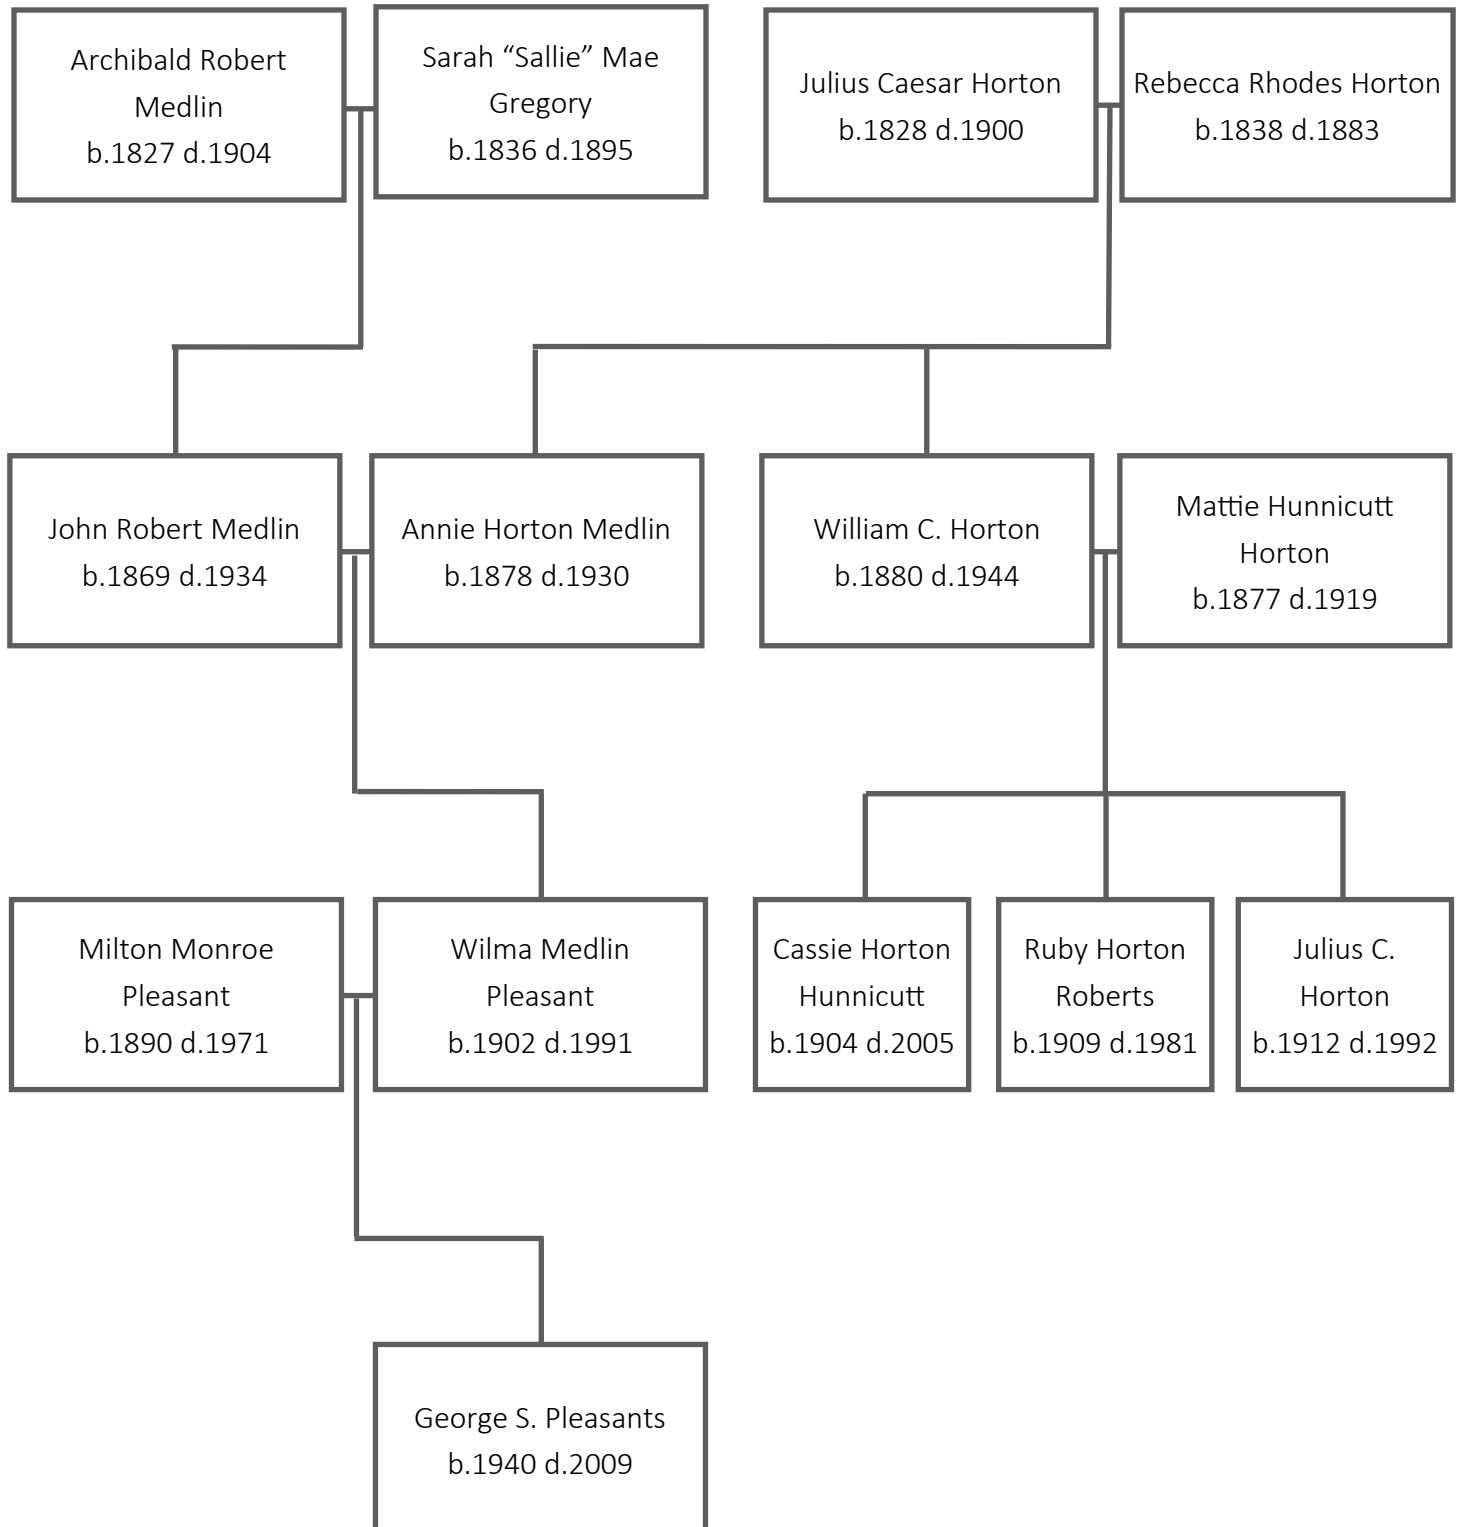 Archibald Robert
Medlin
b.1827 d.1904
Sarah “Sallie” Mae
Gregory
b.1836 d.1895
Julius Caesar Horton
b.1828 d.1900
Rebecca Rhodes Horton
b.1838 d.1883
John Robert Medlin
b.1869 d.1934
Annie Horton Medlin
b.1878 d.1930
William C. Horton
b.1880 d.1944
Mattie Hunnicutt
Horton
b.1877 d.1919
Milton Monroe
Pleasant
b.1890 d.1971
Wilma Medlin
Pleasant
b.1902 d.1991
Cassie Horton
Hunnicutt
b.1904 d.2005
Ruby Horton
Roberts
b.1909 d.1981
Julius C.
Horton
b.1912 d.1992
George S. Pleasants
b.1940 d.2009